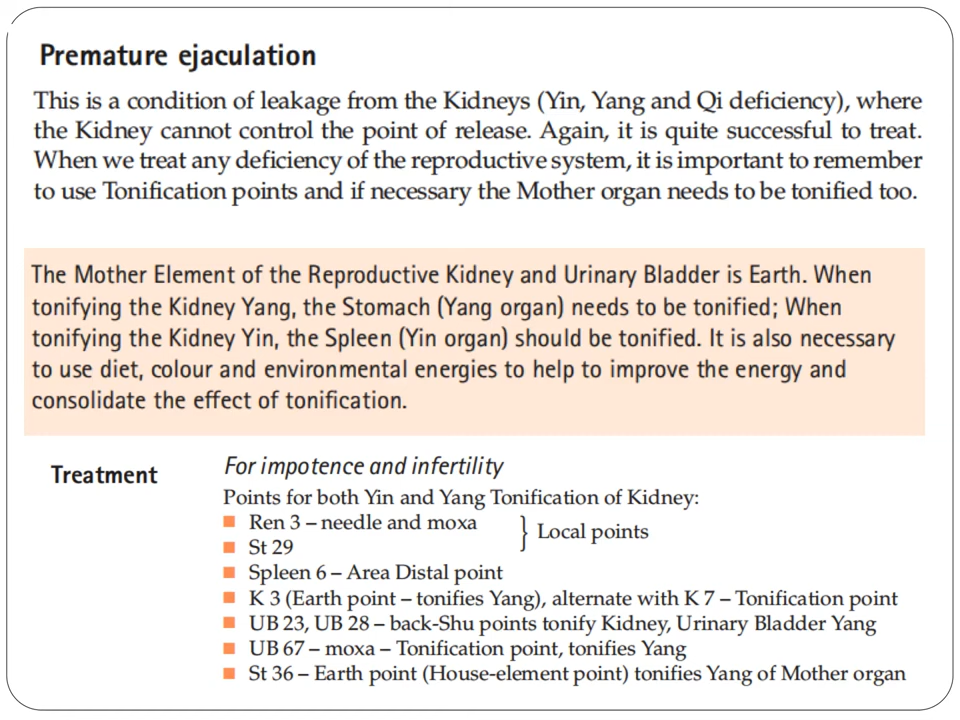 Premature ejaculation
This is a condition of leakage from the Kidneys (Yin, Yang and Qi deficiency), where
the Kidney cannot control the point of release. Again, it is quite successful to treat.
When we treat any deficiency of the reproductive system, it is important to remember
to use Tonification points and if necessary the Mother organ needs to be tonified too.
The Mother Element of the Reproductive Kidney and Urinary Bladder is Earth. When
tonifying the Kidney Yang, the Stomach (Yang organ) needs to be tonified; When
tonifying the Kidney Yin, the Spleen (Yin organ) should be tonified. It is also necessary
to use diet, colour and environmental energies to help to improve the energy and
consolidate the effect of tonification.
Treatment
For impotence and infertility
Points for both Yin and Yang Tonification of Kidney:
■ Ren 3 – needle and moxa
■ St 29
} Local points
■ Spleen 6 – Area Distal point
■ K 3 (Earth point – tonifies Yang), alternate with K 7 – Tonification point
■ UB 23, UB 28 – back-Shu points tonify Kidney, Urinary Bladder Yang
■ UB 67 – moxa – Tonification point, tonifies Yang
■ St 36 – Earth point (House-element point) tonifies Yang of Mother organ